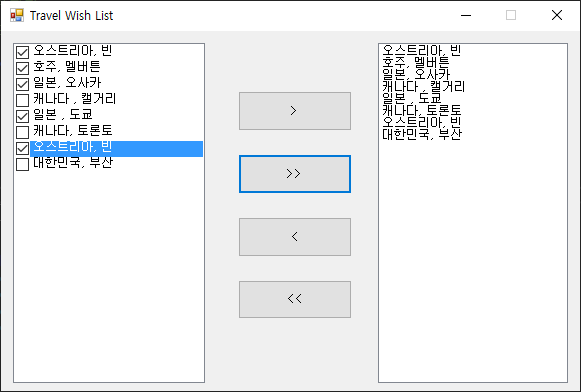 Travel Wish List
오스트리아, 빈
호주, 멜버튼
일본, 오사카
캐나다 , 캘거리
일본 , 도쿄
캐나다, 토론토
오스트리아, 빈
대한민국, 부산
>
>>
<
<<
오스트리아, 빈
호주, 멜버튼
일본, 오사카
캐나다 , 캘거리
일본 , 도쿄
캐나다, 토론토
오스트리아, 빈
대한민국, 부산